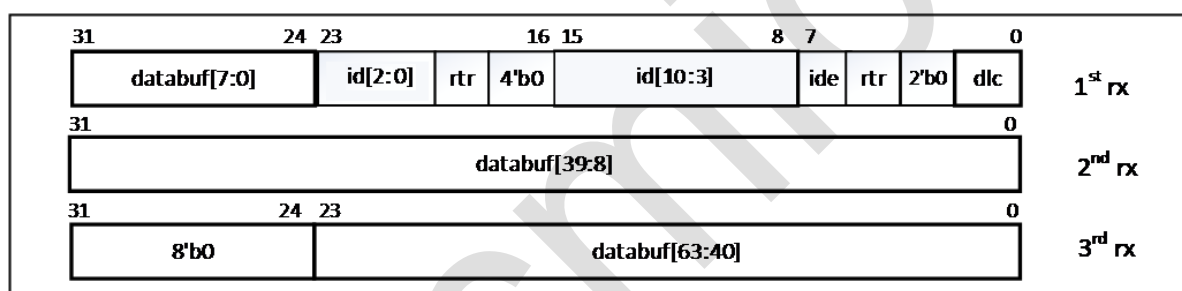 31 24 23 16 15 8 7 0
databuf[7:0] id[2:0] rtr 4'b0 id[10:3] ide rtr 2'b0 dlc 1st rx
31 0
databuf[39:8] 2nd rx
31 24 23 0
8'b0 databuf[63:40] 3rd rx